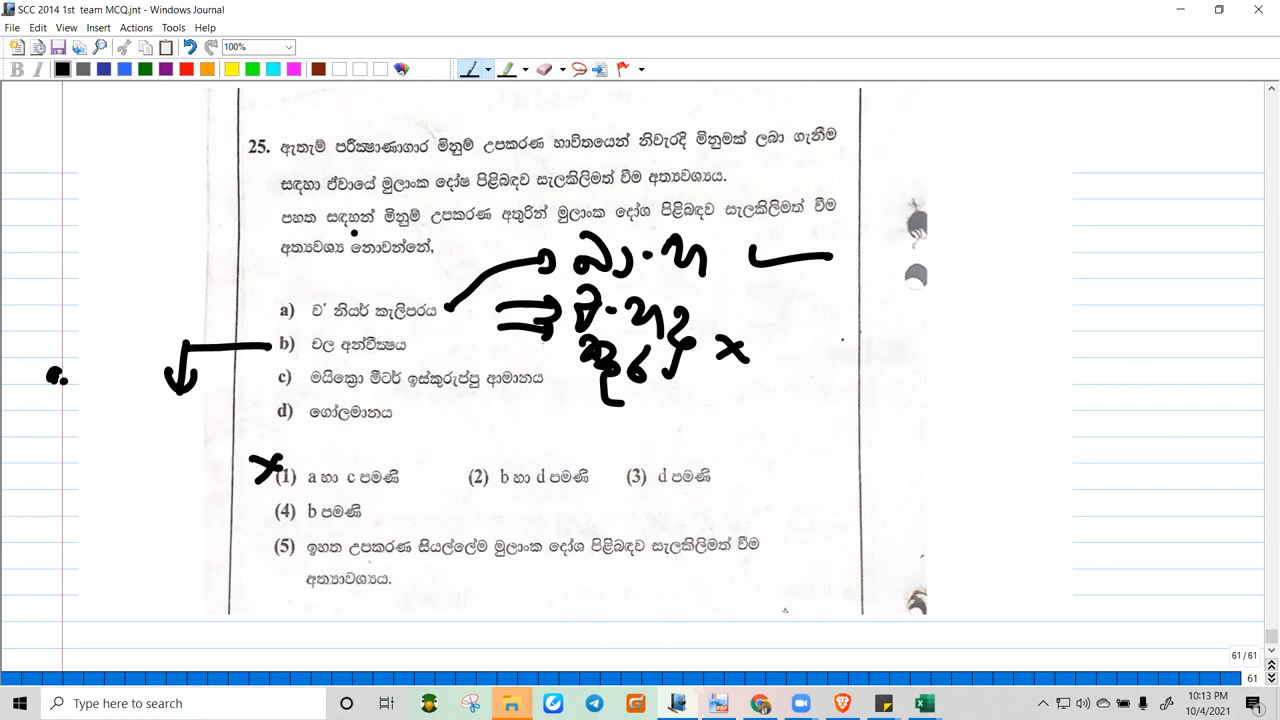 SCC 2014 1st team MCQ.jnt - Windows Journal
File Edit View Insert Actions Tools Help
100%
25. ඇතැම් පරීක්‍ෂණාගාර මිනුම් උපකරණ භාවිතයෙන් නිවැරදි මිනුමක් ලබා ගැනීම
සඳහා ඒවායේ මුලාංක දෝෂ පිළිබඳව සැලකිලිමත් වීම අත්‍යවශ්‍යය.
පහත සඳහන් මිනුම් උපකරණ අතුරින් මුලාංක දෝශ පිළිබඳව සැලකිලිමත් වීම
අත්‍යවශ්‍ය නොවන්නේ,
a) ව' නියර් කැලිපරය
b) චල අන්වීක්‍ෂය
c) මයික්‍රො මීටර් ඉස්කුරුප්පු ආමානය
d) ගෝලමානය
(1) a හා c පමණි (2) b හා d පමණි (3) d පමණි
(4) b පමණි
(5) ඉහත උපකරණ සියල්ලේම මුලාංක දෝශ පිළිබඳව සැලකිලිමත් වීම
අත්‍යාවශ්‍යය.
61 / 61
61
Type here to search
10:13 PM
10/4/2021